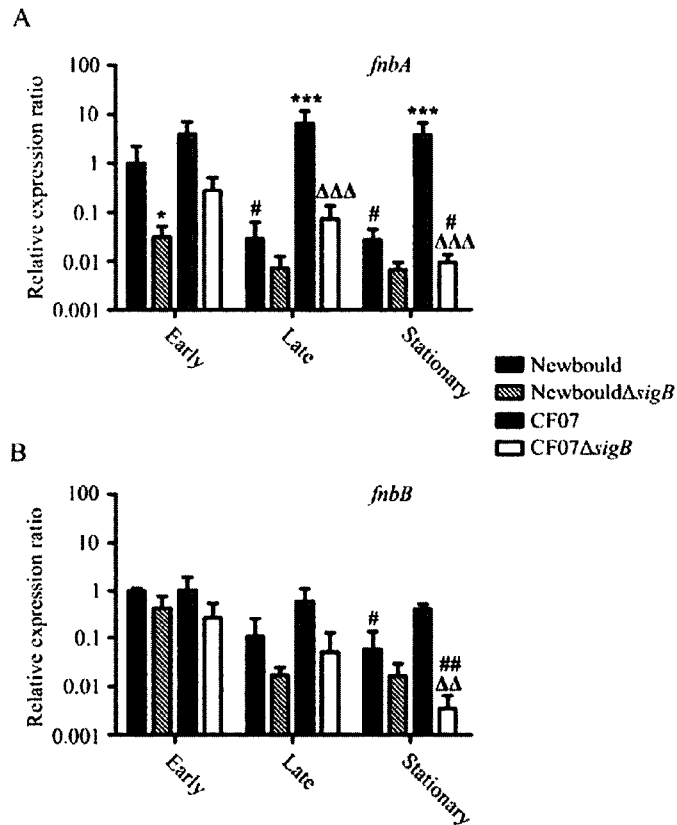 A
fnbA
Relative expression ratio
100
10
1
0.1
0.01
0.001
*
#
***
ΔΔΔ
#
***
#
ΔΔΔ
Early
Late
Stationary
Newbould
NewbouldΔsigB
CF07
CF07ΔsigB
B
fnbB
Relative expression ratio
100
10
1
0.1
0.01
0.001
#
##
ΔΔ
Early
Late
Stationary